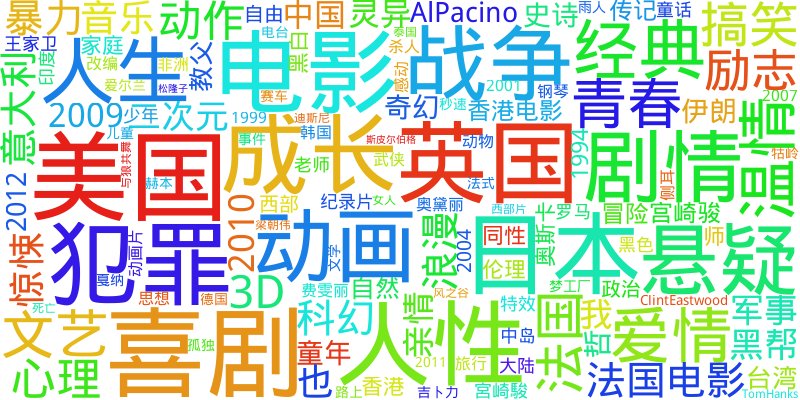 暴力
音乐
动作
自由
中国
灵异
AlPacino
史诗
雨人
传记
童话
王家卫
家庭
电台
泰国
搞笑
印度
改编
非洲
黑白
教父
人生
电影
杀人
感动
战争
2001
钢琴
经典
励志
意大利
爱尔兰
松隆子
2009
少年
次元
1999
赛车
迪斯尼
奇幻
秒速
香港电影
青春
伊朗
2007
儿童
事件
韩国
斯皮尔伯格
动物
1994
牯岭
与狼共舞
美国
成长
老师
武侠
英国
法式
剧情
侧耳
温情
2012
赫本
西部
纪录片
女人
奥黛丽
西部片
奥斯卡
罗马
冒险
宫崎骏
惊悚
动画片
戛纳
犯罪
2010
梁朝伟
文学
动画
浪漫
2004
同性
日本
黑色
师
悬疑
死亡
思想
德国
3D
费雯丽
自然
风之谷
伦理
梦工厂
政治
ClintEastwood
文艺
孤独
喜剧
科幻
童年
亲情
人性
特效
中岛
法国
我
哲
爱情
军事
黑帮
心理
也
路上
香港
2011
旅行
吉卜力
大陆
宫崎駿
法国电影
台湾
TomHanks